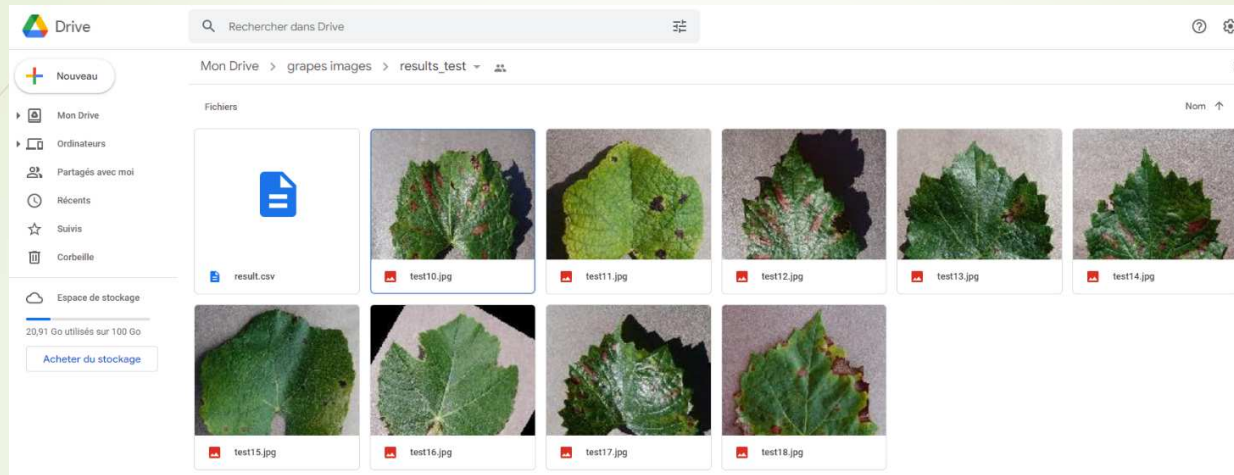 Drive
Rechercher dans Drive
Nouveau
Mon Drive
Ordinateurs
Partagés avec moi
Récents
Suivis
Corbeille
Espace de stockage
20,91 Go utilisés sur 100 Go
Acheter du stockage
Mon Drive > grapes images > results_test
Fichiers
Nom ↑
result.csv
test10.jpg
test11.jpg
test12.jpg
test13.jpg
test14.jpg
test15.jpg
test16.jpg
test17.jpg
test18.jpg